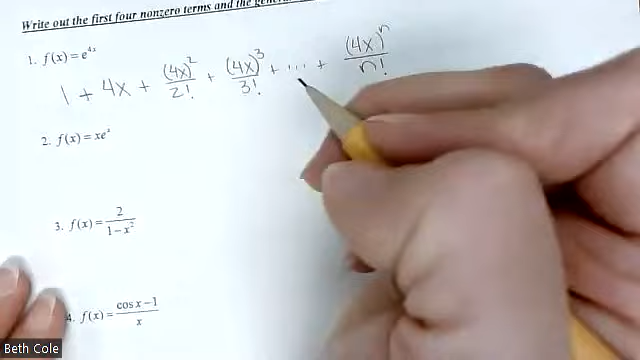 Write out the first four nonzero terms and the general
1. f(x) = e^{4x}
1 + 4x + (4x)^2/2! + (4x)^3/3! + ... + (4x)^n/n!
2. f(x) = xe^x
3. f(x) = 2/(1-x^2)
4. f(x) = (cos x - 1)/x
Beth Cole